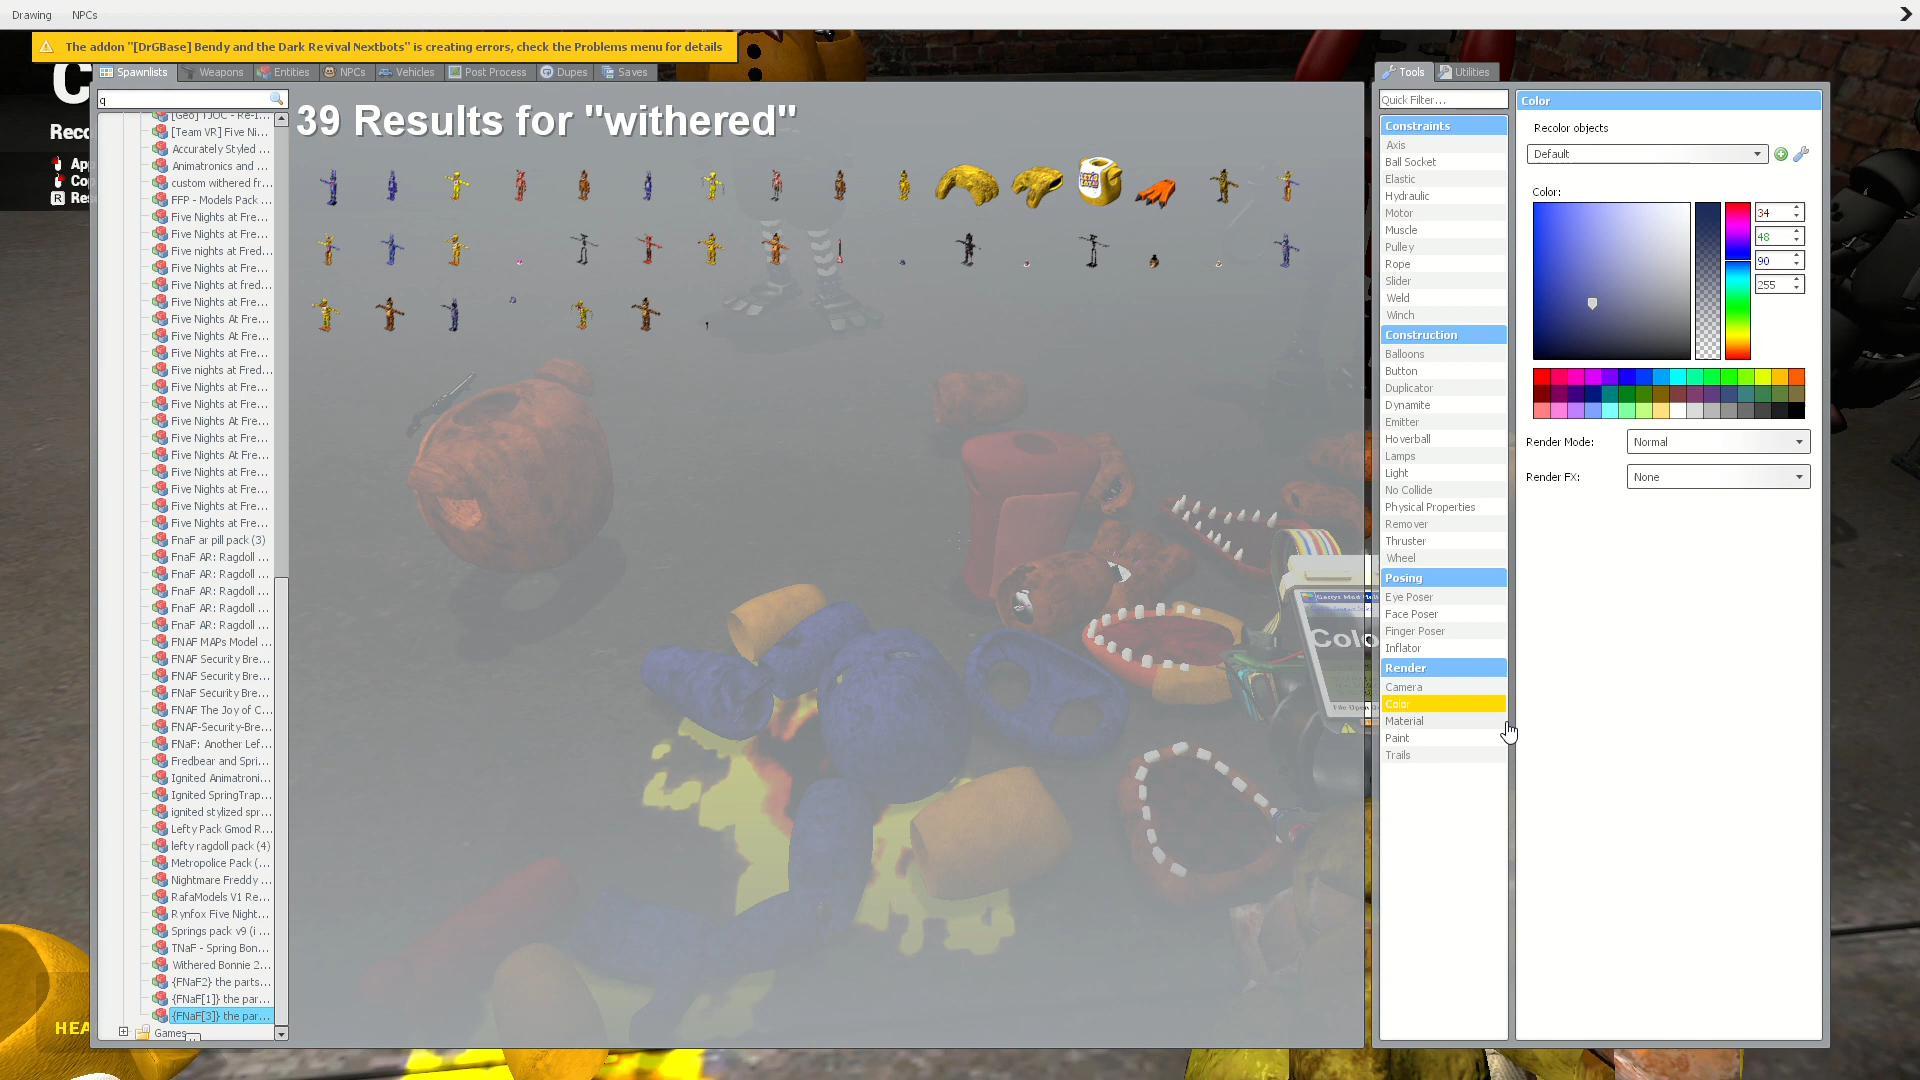 Drawing NPCs
The addon "[DrGBase] Bendy and the Dark Revival Nextbots" is creating errors, check the Problems menu for details
C
Reco
App
Cop
R Res
Spawnlists Weapons Entities NPCs Vehicles Post Process Dupes Saves
q
39 Results for "withered"
[Geo] TJOC - Re-I...
[Team VR] Five Ni...
Accurately Styled ...
Animatronics and ...
custom withered fr...
FFP - Models Pack ...
Five Nights at Fre...
Five Nights at Fre...
Five nights at Fred...
Five Nights at Fre...
Five Nights at fred...
Five Nights at Fre...
Five Nights At Fre...
Five Nights At Fre...
Five Nights at Fre...
Five nights at Fred...
Five Nights at Fre...
Five Nights at Fre...
Five Nights At Fre...
Five Nights at Fre...
Five Nights At Fre...
Five Nights at Fre...
Five Nights at Fre...
Five Nights at Fre...
Five Nights at Fre...
FnaF ar pill pack (3)
FnaF AR: Ragdoll ...
FnaF AR: Ragdoll ...
FnaF AR: Ragdoll ...
FnaF AR: Ragdoll ...
FnaF AR: Ragdoll ...
FNAF MAPs Model ...
FNAF Security Bre...
FNAF Security Bre...
FNaF Security Bre...
FNAF The Joy of C...
FNAF-Security-Bre...
FNaF: Another Lef...
Fredbear and Spri...
Ignited Animatroni...
Ignited SpringTrap...
ignited stylized spr...
Lefty Pack Gmod R...
lefty ragdoll pack (4)
Metropolice Pack (...
Nightmare Freddy ...
RafaModels V1 Re...
Rynfox Five Night...
Springs pack v9 (i ...
TNaF - Spring Bon...
Withered Bonnie 2...
{FNaF2} the parts...
{FNaF[1]} the par...
{FNaF[3]} the par...
Games
HEA
Colo
Tools Utilities
Quick Filter...
Constraints
Axis
Ball Socket
Elastic
Hydraulic
Motor
Muscle
Pulley
Rope
Slider
Weld
Winch
Construction
Balloons
Button
Duplicator
Dynamite
Emitter
Hoverball
Lamps
Light
No Collide
Physical Properties
Remover
Thruster
Wheel
Posing
Eye Poser
Face Poser
Finger Poser
Inflator
Render
Camera
Color
Material
Paint
Trails
Color
Recolor objects
Default
Color:
34
48
90
255
Render Mode: Normal
Render FX: None